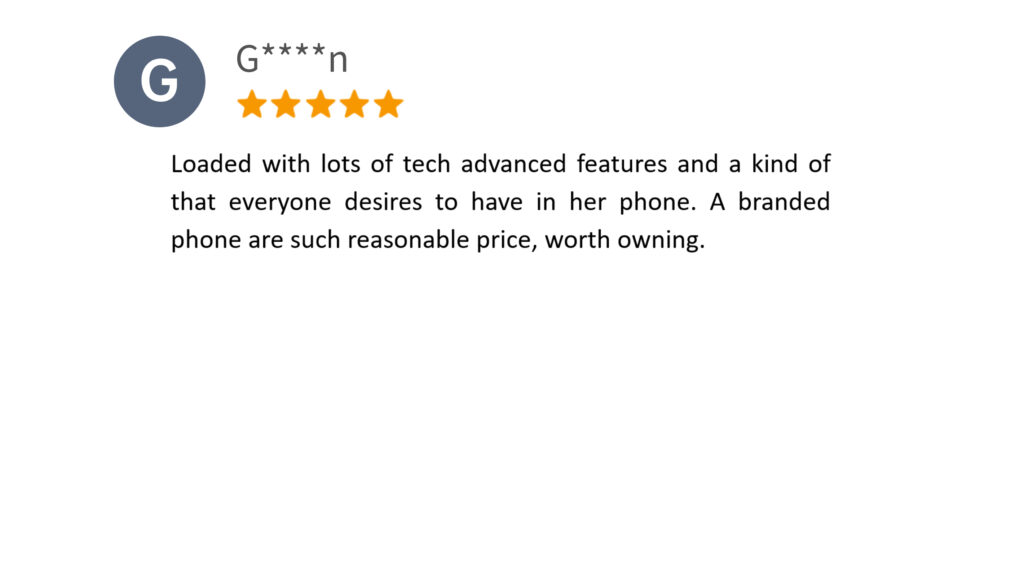 G
G****n
Loaded with lots of tech advanced features and a kind of
that everyone desires to have in her phone. A branded
phone are such reasonable price, worth owning.